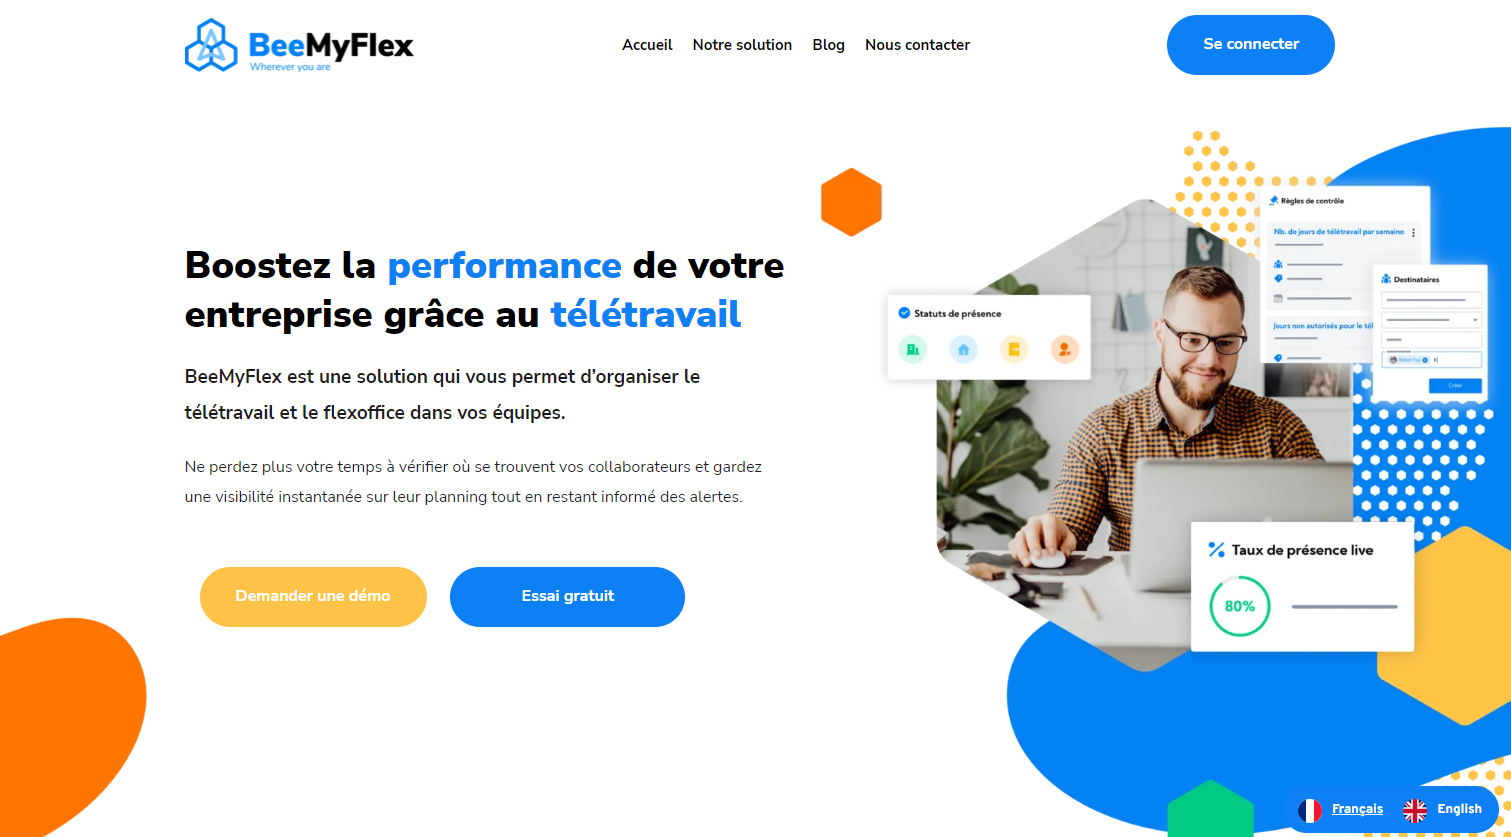 BeeMyFlex
Wherever you are
Accueil
Notre solution
Blog
Nous contacter
Se connecter
Boostez la performance de votre
entreprise grâce au télétravail
BeeMyFlex est une solution qui vous permet d’organiser le
télétravail et le flexoffice dans vos équipes.
Ne perdez plus votre temps à vérifier où se trouvent vos collaborateurs et gardez
une visibilité instantanée sur leur planning tout en restant informé des alertes.
Demander une démo
Essai gratuit
Statuts de présence
Règles de contrôle
Nb. de jours de télétravail par semaine
Jours non autorisés pour le tél
Destinataires
Créer
Taux de présence live
80%
Français
English